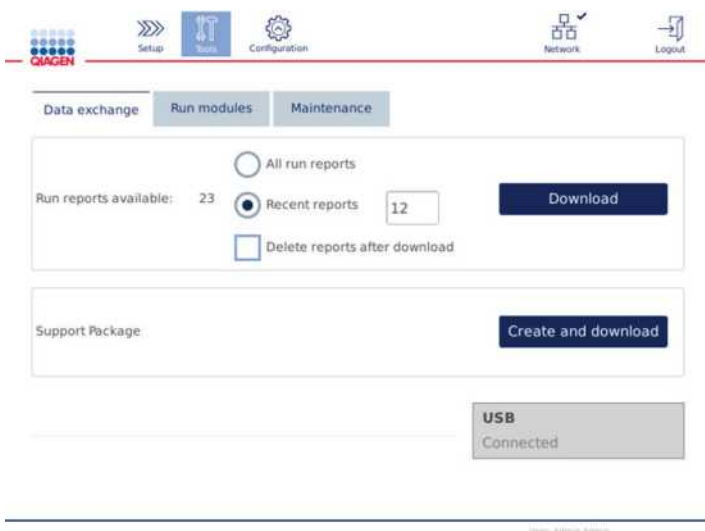 QIAGEN
Setup
Tools
Configuration
Network
Logout
Data exchange
Run modules
Maintenance
All run reports
Run reports available: 23
Recent reports 12
Download
Delete reports after download
Support Package
Create and download
USB
Connected